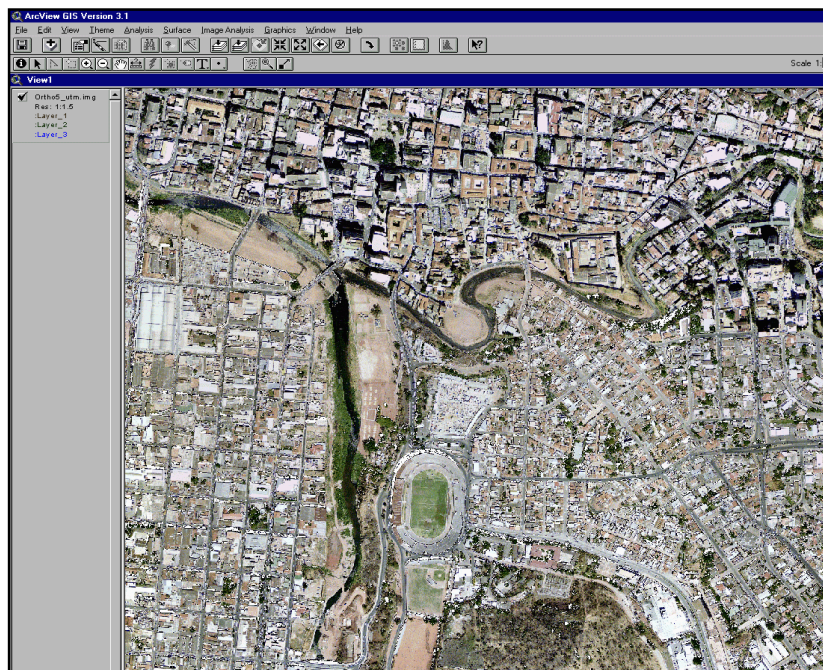 ArcView GIS Version 3.1
File Edit View Theme Analysis Surface Image Analysis Graphics Window Help
Scale 1:
View1
Ortho5_utm.img
Res: 1:1.5
:Layer_1
:Layer_2
:Layer_3